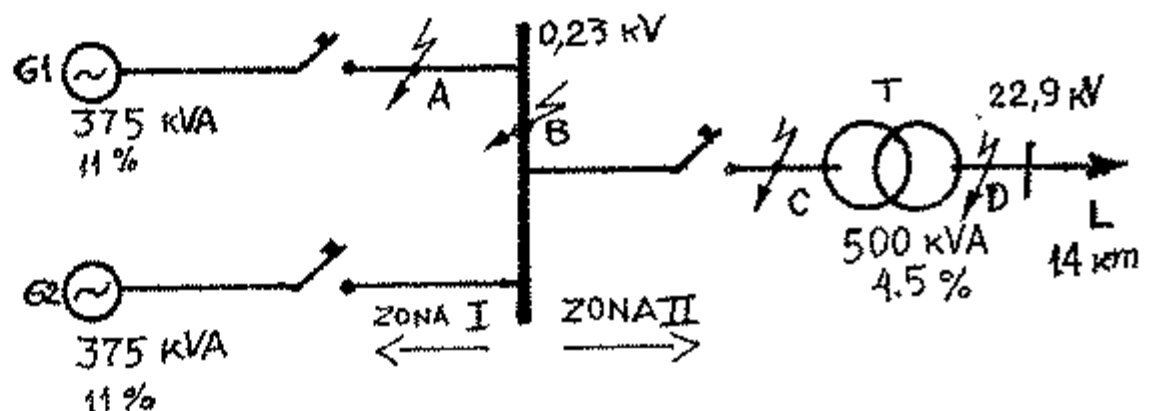 G1
375 KVA
11 %
A
0,23 KV
B
T
22,9 KV
C
D
L
14 Km
500 KVA
4.5 %
G2
375 KVA
11 %
ZONA I
ZONA II